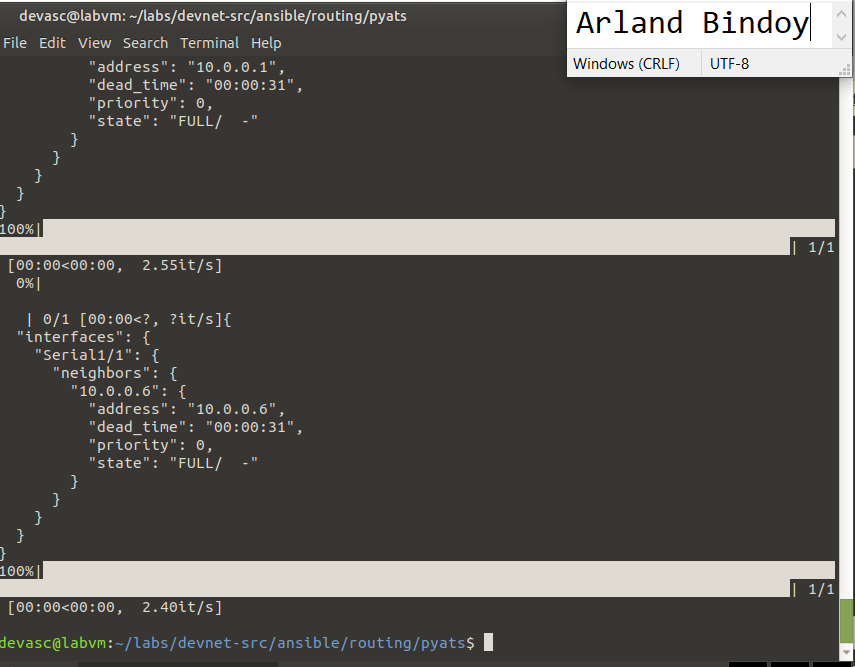 devasc@labvm: ~/labs/devnet-src/ansible/routing/pyats
Arland Bindoy
Windows (CRLF) UTF-8
File Edit View Search Terminal Help
          "address": "10.0.0.1",
          "dead_time": "00:00:31",
          "priority": 0,
          "state": "FULL/  -"
        }
      }
    }
  }
}
100%|
| 1/1
 [00:00<00:00,  2.55it/s]
  0%|
   | 0/1 [00:00<?, ?it/s]{
  "interfaces": {
    "Serial1/1": {
      "neighbors": {
        "10.0.0.6": {
          "address": "10.0.0.6",
          "dead_time": "00:00:31",
          "priority": 0,
          "state": "FULL/  -"
        }
      }
    }
  }
}
100%|
| 1/1
 [00:00<00:00,  2.40it/s]
devasc@labvm:~/labs/devnet-src/ansible/routing/pyats$